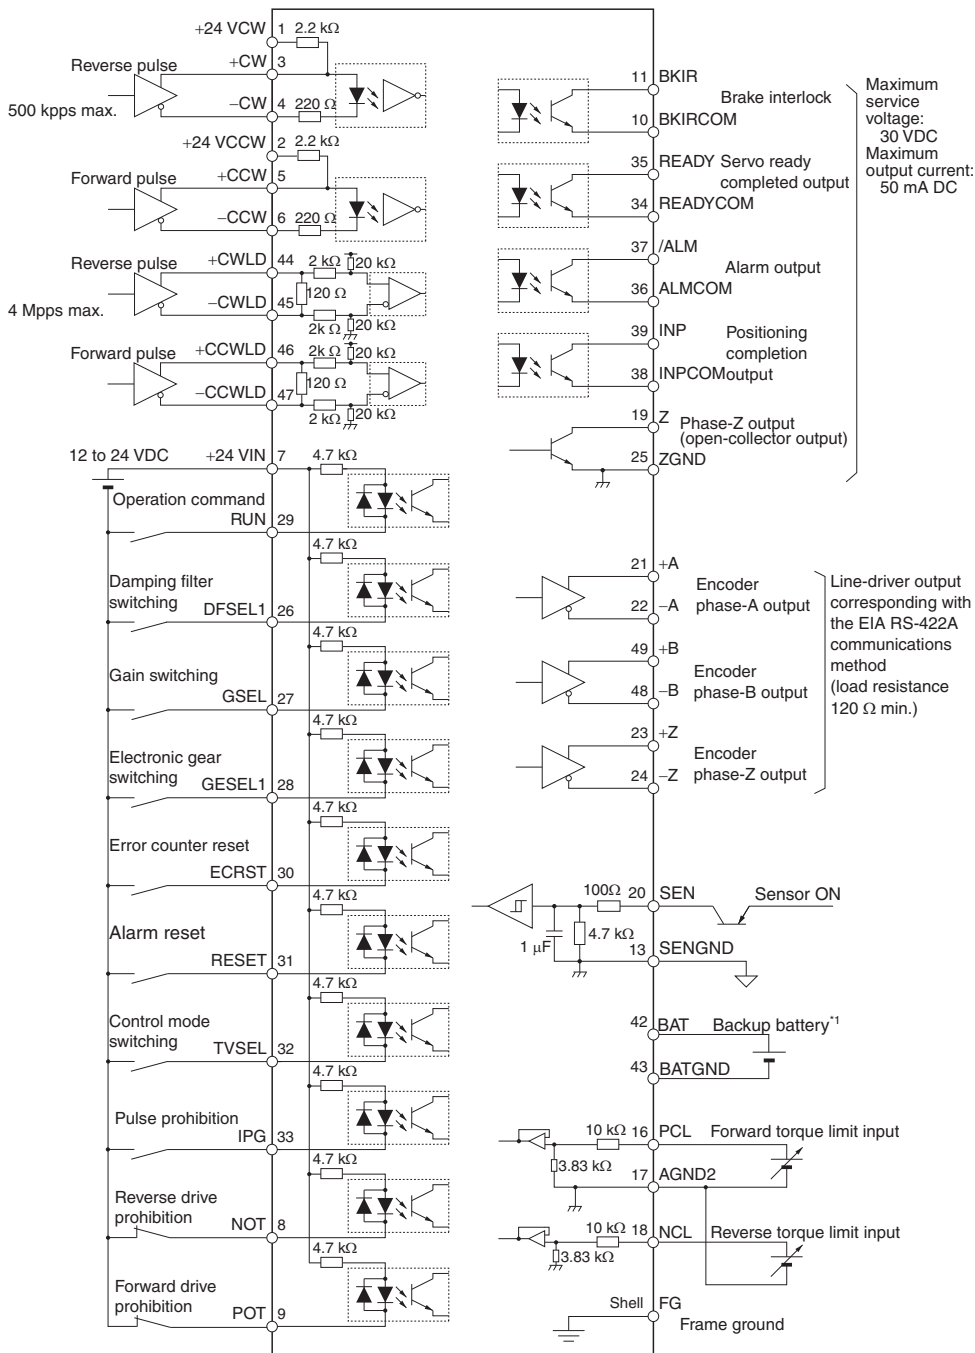 +24 VCW 1 2.2 kΩ
Reverse pulse
+CW 3
500 kpps max.
−CW 4 220 Ω
+24 VCCW 2 2.2 kΩ
Forward pulse
+CCW 5
−CCW 6 220 Ω
Reverse pulse
+CWLD 44 2 kΩ 20 kΩ
120 Ω
4 Mpps max.
−CWLD 45
2k Ω 20 kΩ
Forward pulse
+CCWLD 46 2k Ω 20 kΩ
120 Ω
−CCWLD 47
2 kΩ 20 kΩ
12 to 24 VDC
+24 VIN 7 4.7 kΩ
Operation command
RUN 29
4.7 kΩ
Damping filter
switching
DFSEL1 26
4.7 kΩ
Gain switching
GSEL 27
4.7 kΩ
Electronic gear
switching
GESEL1 28
4.7 kΩ
Error counter reset
ECRST 30
4.7 kΩ
Alarm reset
RESET 31
4.7 kΩ
Control mode
switching
TVSEL 32
4.7 kΩ
Pulse prohibition
IPG 33
4.7 kΩ
Reverse drive
prohibition
NOT 8
4.7 kΩ
Forward drive
prohibition
POT 9
11 BKIR
Brake interlock
10 BKIRCOM
35 READY Servo ready
completed output
34 READYCOM
37 /ALM
Alarm output
36 ALMCOM
39 INP
Positioning
completion
38 INPCOM output
19 Z
Phase-Z output
(open-collector output)
25 ZGND
Maximum
service
voltage:
30 VDC
Maximum
output current:
50 mA DC
21 +A
Encoder
phase-A output
22 −A
49 +B
Encoder
phase-B output
48 −B
23 +Z
Encoder
phase-Z output
24 −Z
Line-driver output
corresponding with
the EIA RS-422A
communications
method
(load resistance
120 Ω min.)
100Ω 20 SEN
Sensor ON
1 µF
4.7 kΩ
13 SENGND
42 BAT
Backup battery*1
43 BATGND
10 kΩ 16 PCL
Forward torque limit input
3.83 kΩ
17 AGND2
10 kΩ 18 NCL
Reverse torque limit input
3.83 kΩ
Shell FG
Frame ground